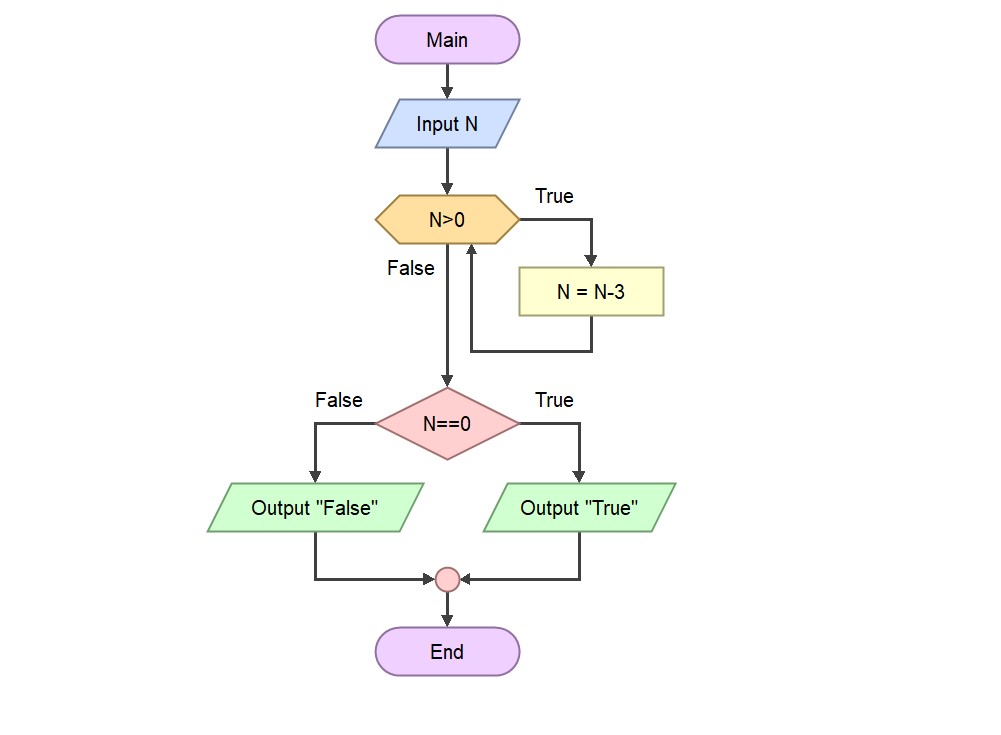 Main
Input N
N>0
True
False
N = N-3
False
True
N==0
Output "False"
Output "True"
End